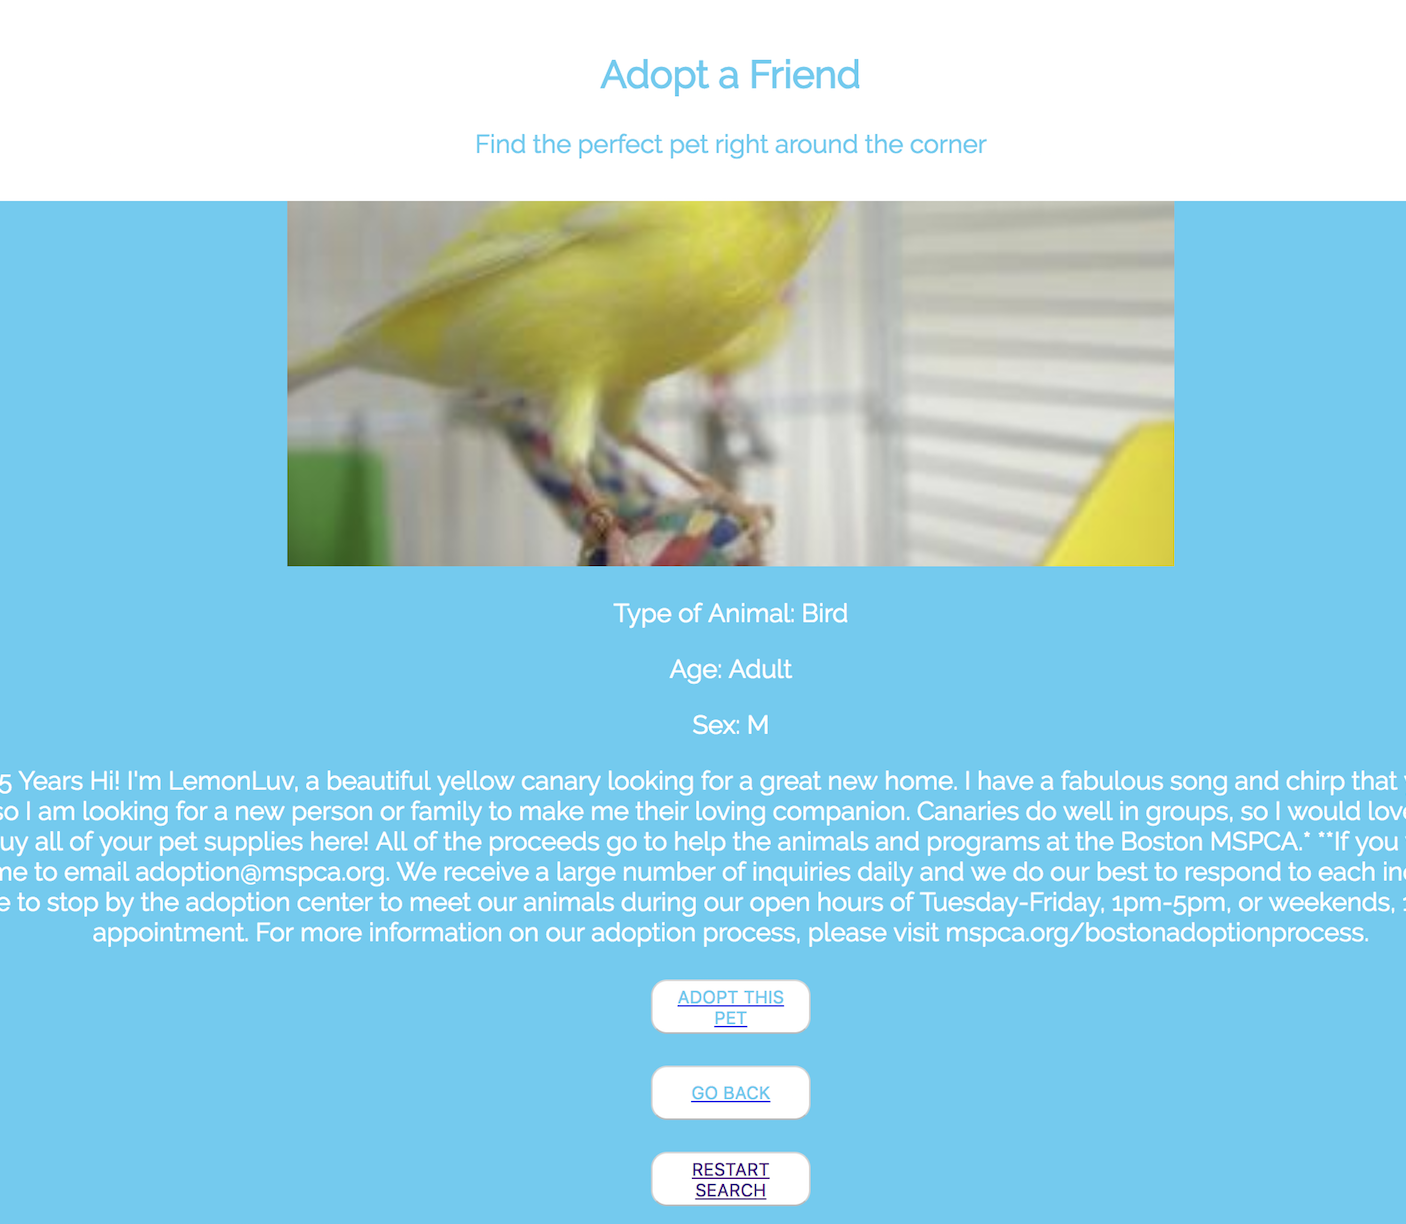 Adopt a Friend
Find the perfect pet right around the corner
Type of Animal: Bird
Age: Adult
Sex: M
5 Years Hi! I'm LemonLuv, a beautiful yellow canary looking for a great new home. I have a fabulous song and chirp that
so I am looking for a new person or family to make me their loving companion. Canaries do well in groups, so I would love
uy all of your pet supplies here! All of the proceeds go to help the animals and programs at the Boston MSPCA.* **If you
me to email adoption@mspca.org. We receive a large number of inquiries daily and we do our best to respond to each
e to stop by the adoption center to meet our animals during our open hours of Tuesday-Friday, 1pm-5pm, or weekends,
appointment. For more information on our adoption process, please visit mspca.org/bostonadoptionprocess.
ADOPT THIS
PET
GO BACK
RESTART
SEARCH